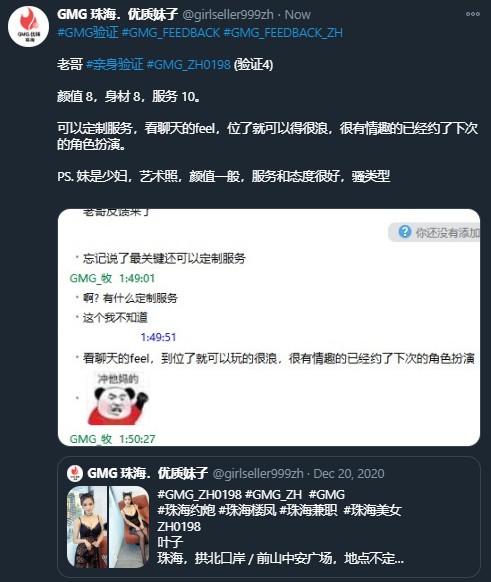 GMG 珠海．优质妹子 @girlseller999zh · Now
GMG.优妹
珠海
#GMG验证 #GMG_FEEDBACK #GMG_FEEDBACK_ZH
老哥 #亲身验证 #GMG_ZH0198 (验证4)
颜值 8，身材 8，服务 10。
可以定制服务，看聊天的feel，位了就可以得很浪，很有情趣的已经约了下次
的角色扮演。
PS. 妹是少妇，艺术照，颜值一般，服务和态度很好，骚类型
老哥反馈来了
你还没有添加
忘记说了最关键还可以定制服务
GMG_牧 1:49:01
啊? 有什么定制服务
这个我不知道
1:49:51
看聊天的feel，到位了就可以玩的很浪，很有情趣的已经约了下次的角色扮演
冲他妈的
GMG_牧 1:50:27
GMG 珠海．优质妹子 @girlseller999zh · Dec 20, 2020
#GMG_ZH0198 #GMG_ZH #GMG
#珠海约炮 #珠海楼凤 #珠海兼职 #珠海美女
ZH0198
叶子
珠海，拱北口岸 / 前山中安广场，地点不定...